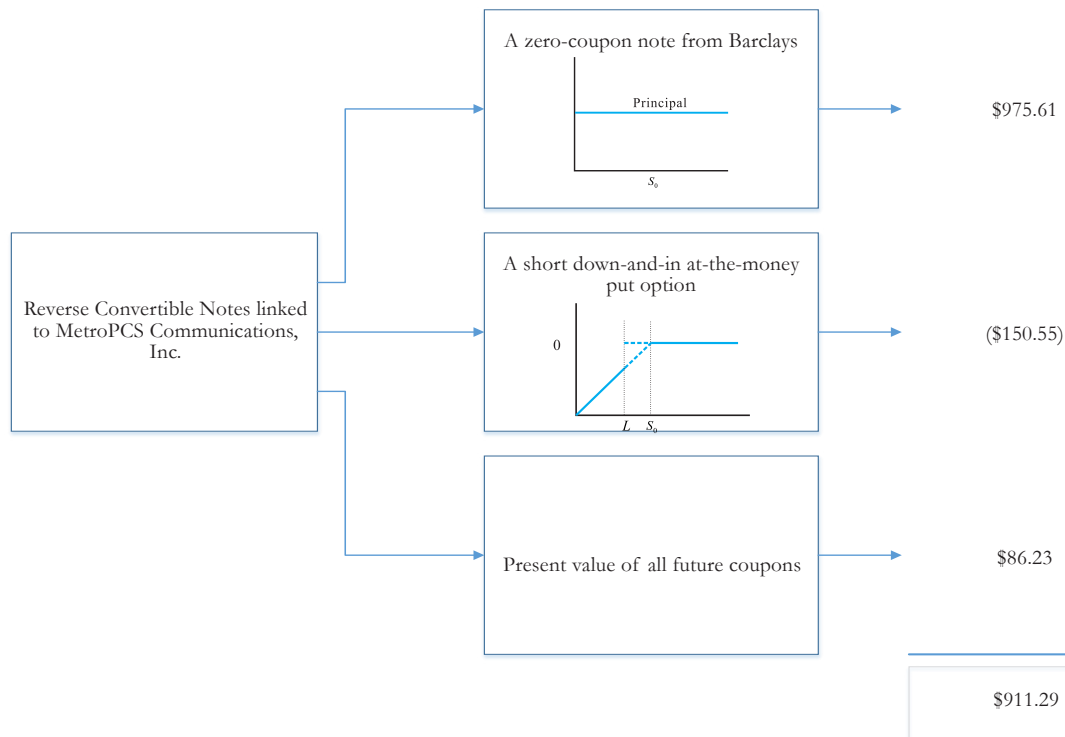 A zero-coupon note from Barclays
Principal
S₀
$975.61
Reverse Convertible Notes linked
to MetroPCS Communications,
Inc.
A short down-and-in at-the-money
put option
0
L S₀
($150.55)
Present value of all future coupons
$86.23
$911.29